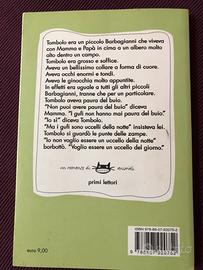 Tombolo era un piccolo Barbagianni che viveva
con Mamma e Papà in cima a un albero molto
alto dentro un campo.
Tombolo era grasso e soffice.
Aveva un bellissimo collare a forma di cuore.
Aveva occhi enormi e tondi.
Aveva le ginocchia molto appuntite.
In effetti era uguale a tutti gli altri piccoli
Barbagianni, tranne che per un particolare.
Tombolo aveva paura del buio.
"Non puoi avere paura del buio" diceva
Mamma. "I gufi non hanno mai paura del buio."
"Io sì" diceva Tombolo.
"Ma i gufi sono uccelli della notte" insisteva lei.
Tombolo si guardò le punte delle zampe.
"Io non voglio essere un uccello della notte"
borbottò. "Voglio essere un uccello del giorno."
primi lettori
euro 9,00